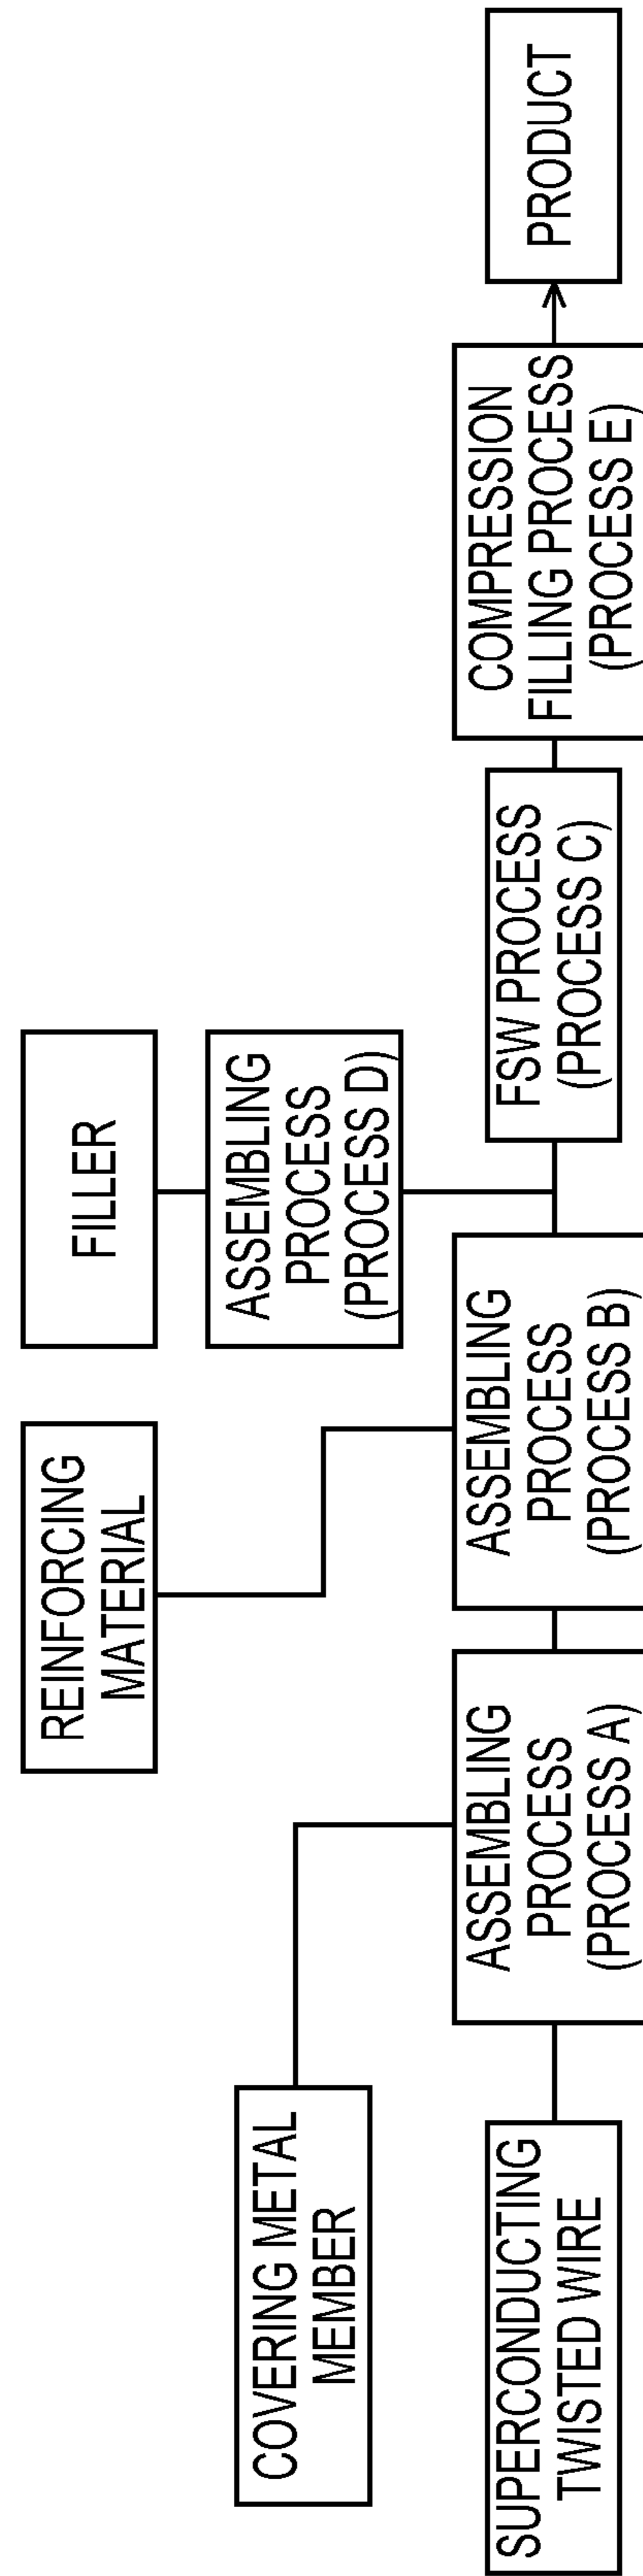 REINFORCING
MATERIAL
FILLER
COVERING METAL
MEMBER
ASSEMBLING
PROCESS
(PROCESS D)
SUPERCONDUCTING
TWISTED WIRE
ASSEMBLING
PROCESS
(PROCESS A)
ASSEMBLING
PROCESS
(PROCESS B)
FSW PROCESS
(PROCESS C)
COMPRESSION
FILLING PROCESS
(PROCESS E)
PRODUCT